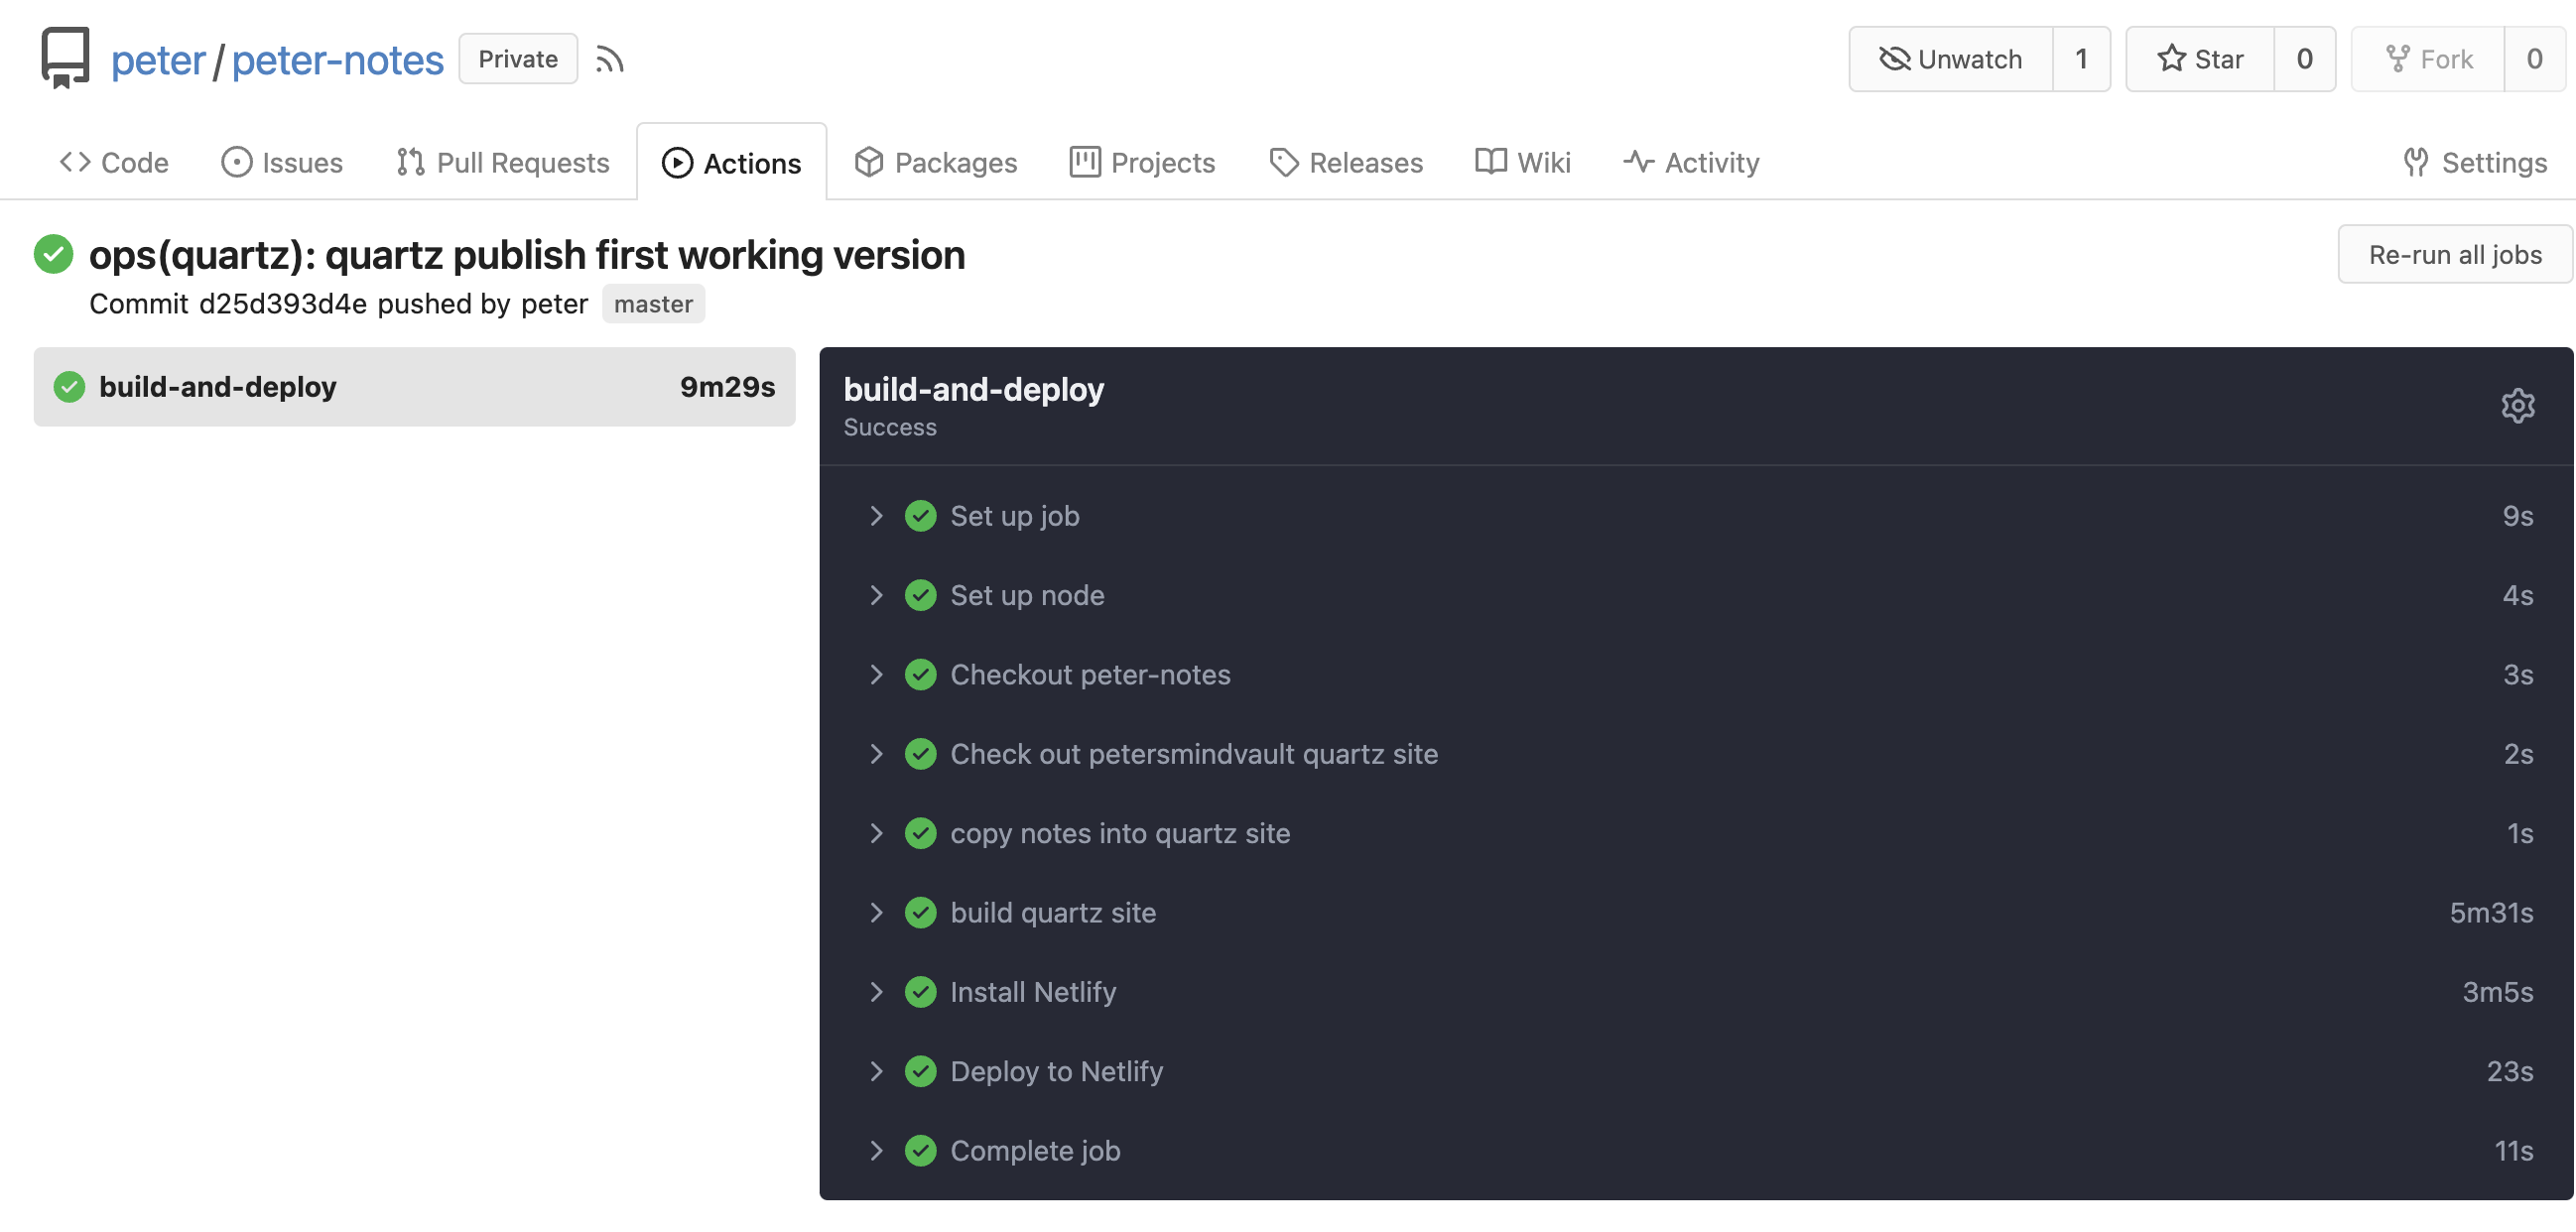 peter / peter-notes Private Unwatch 1 Star 0 Fork 0
Code Issues Pull Requests Actions Packages Projects Releases Wiki Activity Settings
ops(quartz): quartz publish first working version Re-run all jobs
Commit d25d393d4e pushed by peter master
build-and-deploy 9m29s
build-and-deploy
Success
Set up job 9s
Set up node 4s
Checkout peter-notes 3s
Check out petersmindvault quartz site 2s
copy notes into quartz site 1s
build quartz site 5m31s
Install Netlify 3m5s
Deploy to Netlify 23s
Complete job 11s